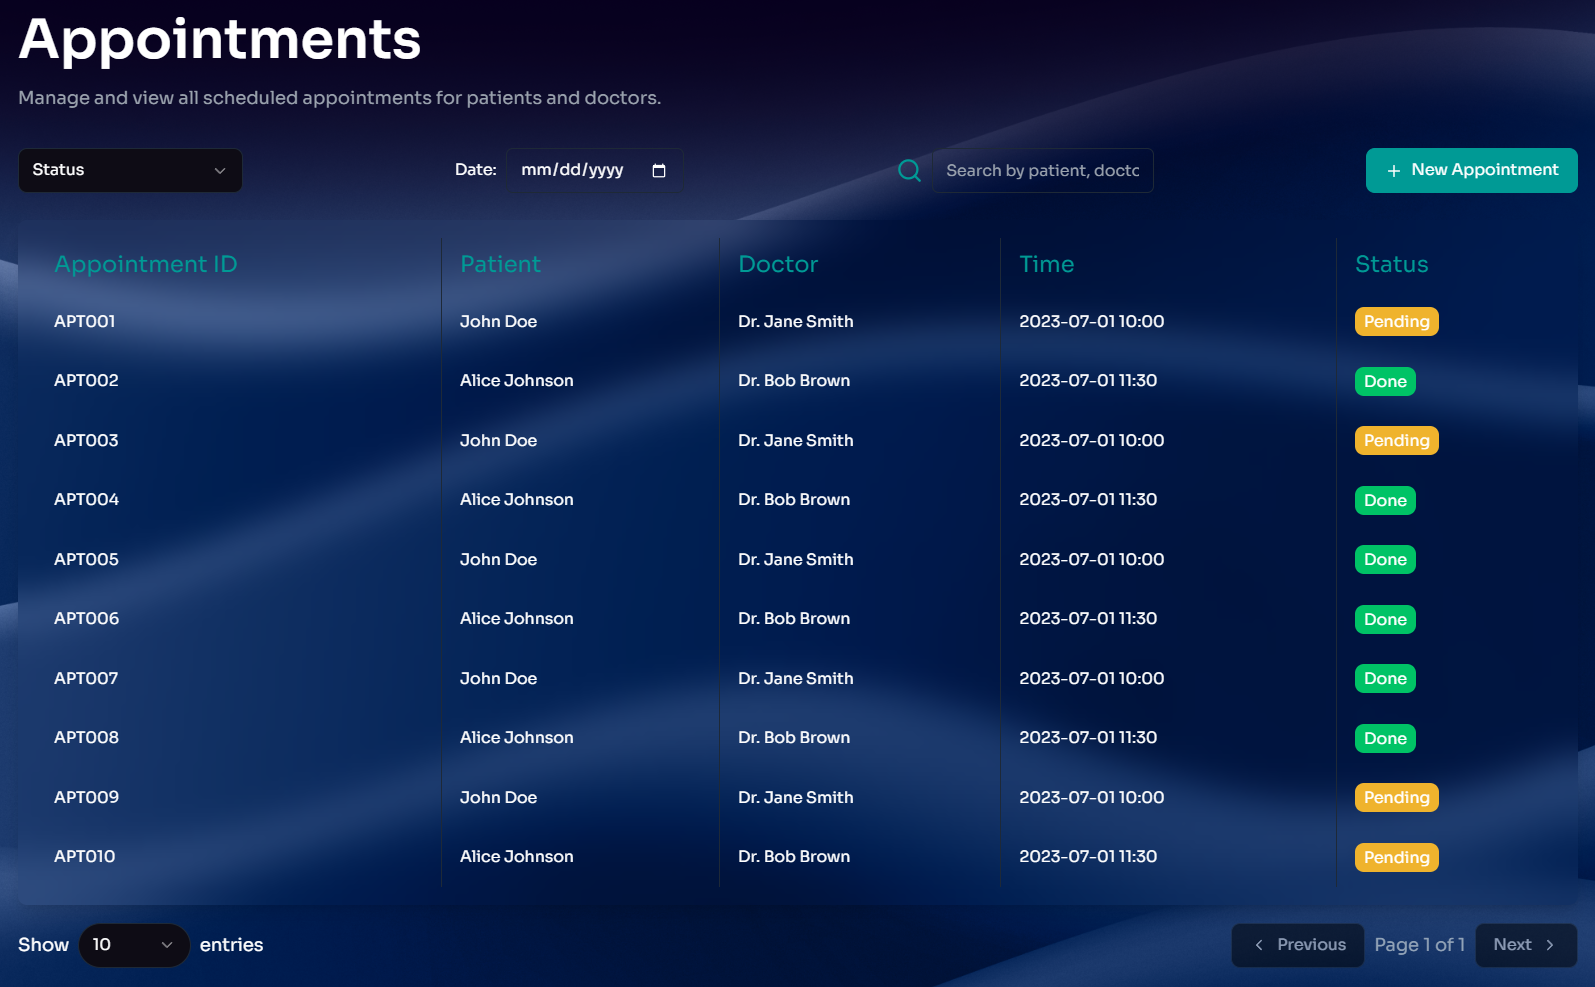 Appointments
Manage and view all scheduled appointments for patients and doctors.
Status Date: mm/dd/yyyy Search by patient, docto + New Appointment
Appointment ID Patient Doctor Time Status
APT001 John Doe Dr. Jane Smith 2023-07-01 10:00 Pending
APT002 Alice Johnson Dr. Bob Brown 2023-07-01 11:30 Done
APT003 John Doe Dr. Jane Smith 2023-07-01 10:00 Pending
APT004 Alice Johnson Dr. Bob Brown 2023-07-01 11:30 Done
APT005 John Doe Dr. Jane Smith 2023-07-01 10:00 Done
APT006 Alice Johnson Dr. Bob Brown 2023-07-01 11:30 Done
APT007 John Doe Dr. Jane Smith 2023-07-01 10:00 Done
APT008 Alice Johnson Dr. Bob Brown 2023-07-01 11:30 Done
APT009 John Doe Dr. Jane Smith 2023-07-01 10:00 Pending
APT010 Alice Johnson Dr. Bob Brown 2023-07-01 11:30 Pending
Show 10 entries Previous Page 1 of 1 Next